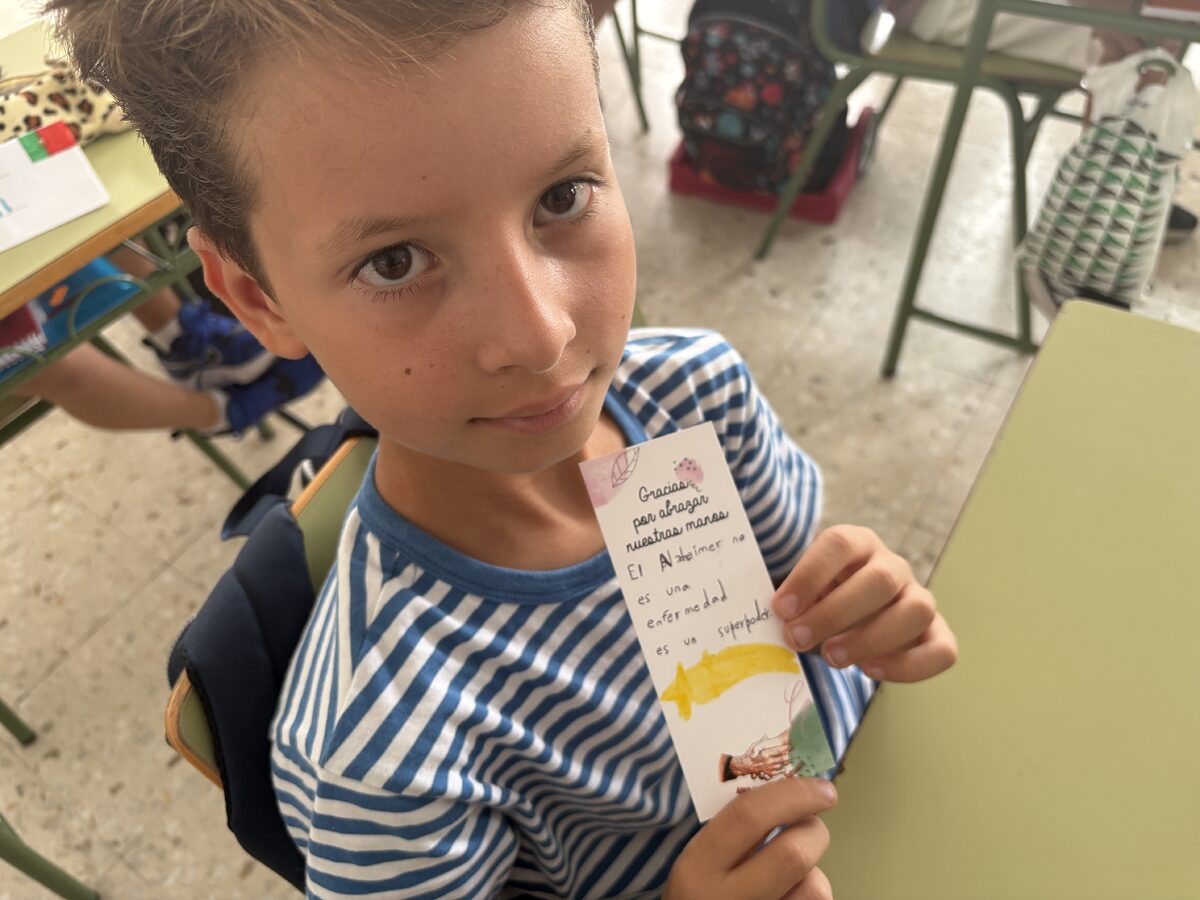 Gracias
por abrazar
nuestras manos
El Alzheimer no
es una
enfermedad
es un superpoder